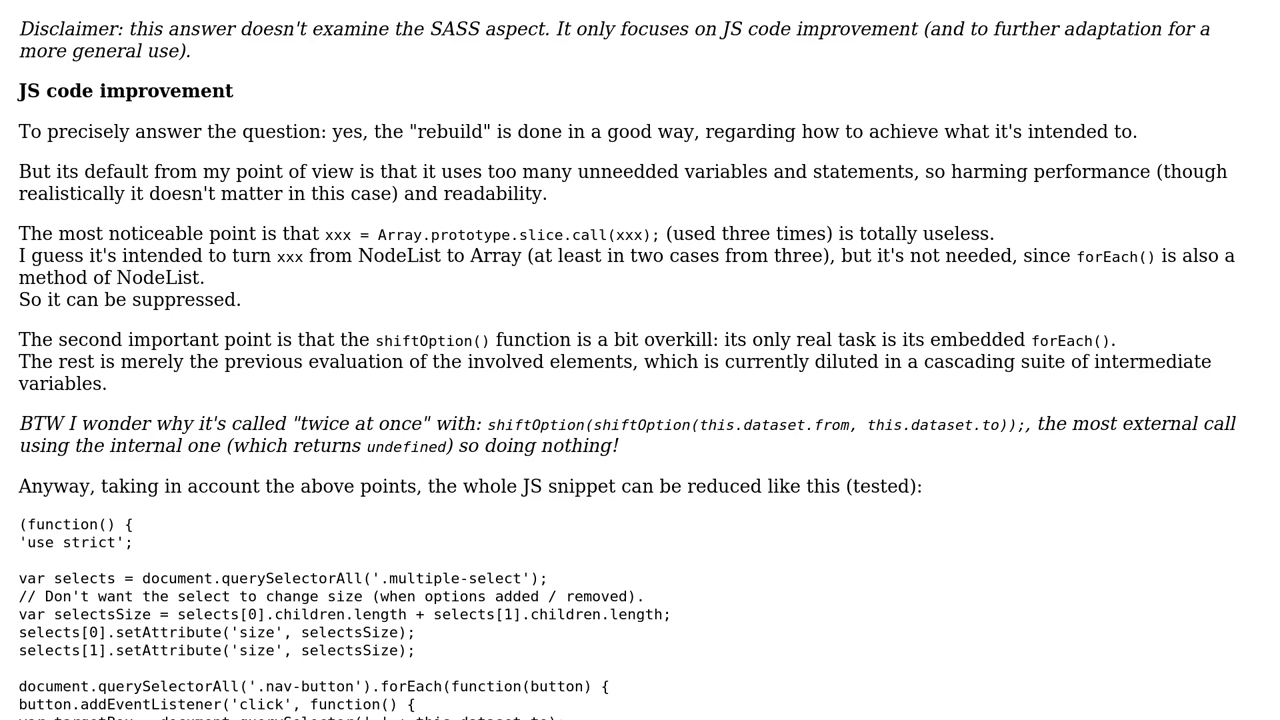 Disclaimer: this answer doesn't examine the SASS aspect. It only focuses on JS code improvement (and to further adaptation for a
more general use).
JS code improvement
To precisely answer the question: yes, the "rebuild" is done in a good way, regarding how to achieve what it's intended to.
But its default from my point of view is that it uses too many unneeded variables and statements, so harming performance (though
realistically it doesn't matter in this case) and readability.
The most noticeable point is that xxx = Array.prototype.slice.call(xxx); (used three times) is totally useless.
I guess it's intended to turn xxx from NodeList to Array (at least in two cases from three), but it's not needed, since forEach() is also a
method of NodeList.
So it can be suppressed.
The second important point is that the shiftOption() function is a bit overkill: its only real task is its embedded forEach().
The rest is merely the previous evaluation of the involved elements, which is currently diluted in a cascading suite of intermediate
variables.
BTW I wonder why it's called "twice at once" with: shiftOption(shiftOption(this.dataset.from, this.dataset.to));, the most external call
using the internal one (which returns undefined) so doing nothing!
Anyway, taking in account the above points, the whole JS snippet can be reduced like this (tested):
(function() {
'use strict';
var selects = document.querySelectorAll('.multiple-select');
// Don't want the select to change size (when options added / removed).
var selectsSize = selects[0].children.length + selects[1].children.length;
selects[0].setAttribute('size', selectsSize);
selects[1].setAttribute('size', selectsSize);
document.querySelectorAll('.nav-button').forEach(function(button) {
button.addEventListener('click', function() {